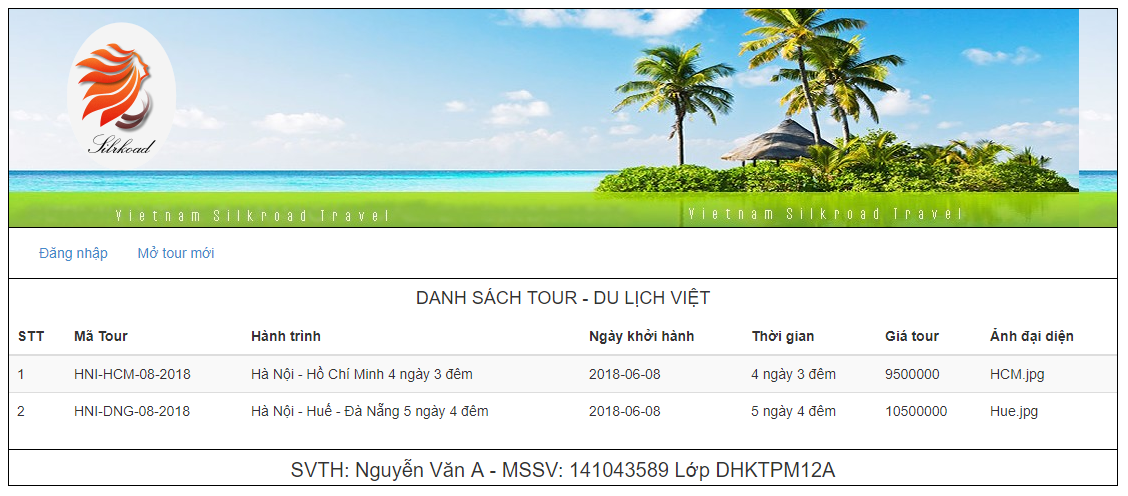 Silrkoad
Vietnam Silkroad Travel Vietnam Silkroad Travel
Đăng nhập Mở tour mới
DANH SÁCH TOUR - DU LỊCH VIỆT
STT Mã Tour Hành trình Ngày khởi hành Thời gian Giá tour Ảnh đại diện
1 HNI-HCM-08-2018 Hà Nội - Hồ Chí Minh 4 ngày 3 đêm 2018-06-08 4 ngày 3 đêm 9500000 HCM.jpg
2 HNI-DNG-08-2018 Hà Nội - Huế - Đà Nẵng 5 ngày 4 đêm 2018-06-08 5 ngày 4 đêm 10500000 Hue.jpg
SVTH: Nguyễn Văn A - MSSV: 141043589 Lớp DHKTPM12A